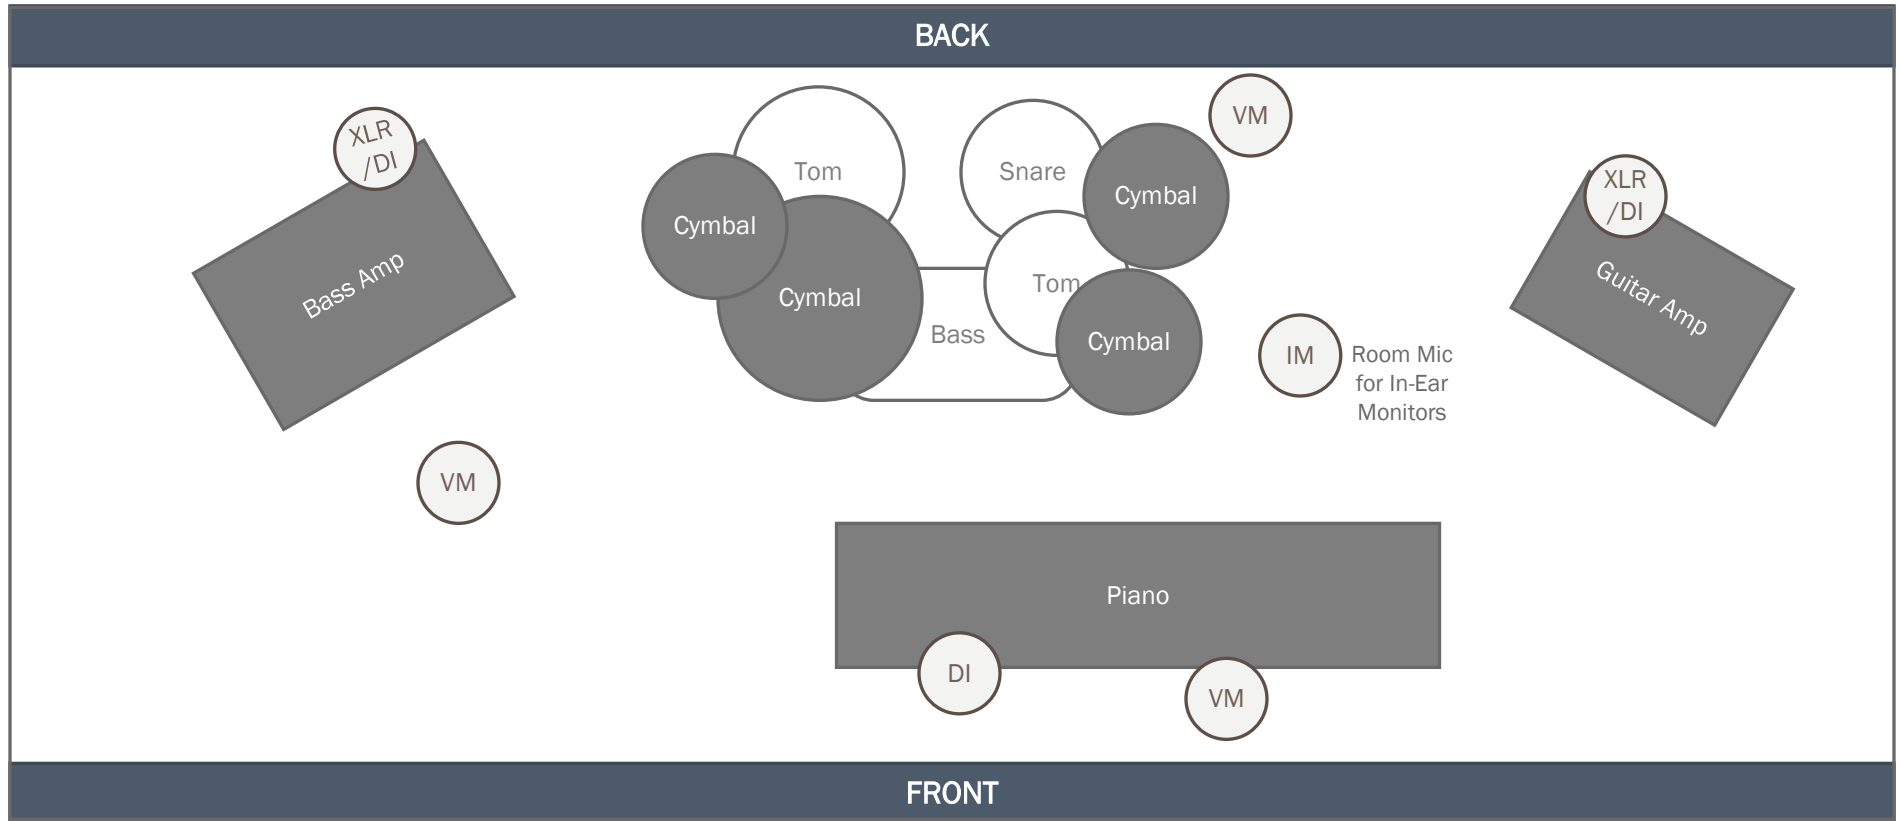 BACK
XLR
/DI
VM
Tom
Snare
Cymbal
XLR
/DI
Cymbal
Bass Amp
Cymbal
Tom
Guitar Amp
Bass
Cymbal
IM
Room Mic
for In-Ear
Monitors
VM
Piano
DI
VM
FRONT